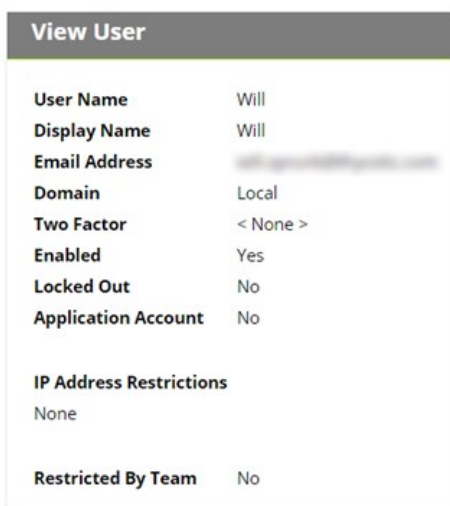 View User
User Name Will
Display Name Will
Email Address
Domain Local
Two Factor < None >
Enabled Yes
Locked Out No
Application Account No
IP Address Restrictions
None
Restricted By Team No